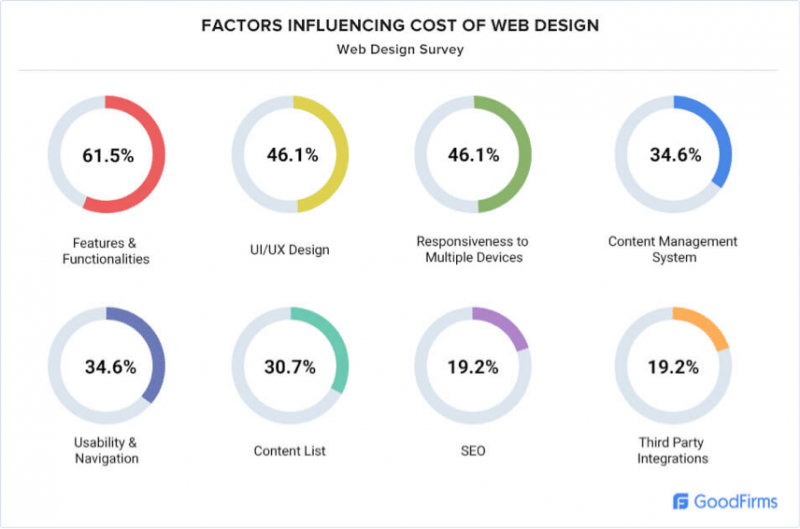 FACTORS INFLUENCING COST OF WEB DESIGN
Web Design Survey
61.5%
46.1%
46.1%
34.6%
Features &
Functionalities
UI/UX Design
Responsiveness to
Multiple Devices
Content Management
System
34.6%
30.7%
19.2%
19.2%
Usability &
Navigation
Content List
SEO
Third Party
Integrations
GoodFirms